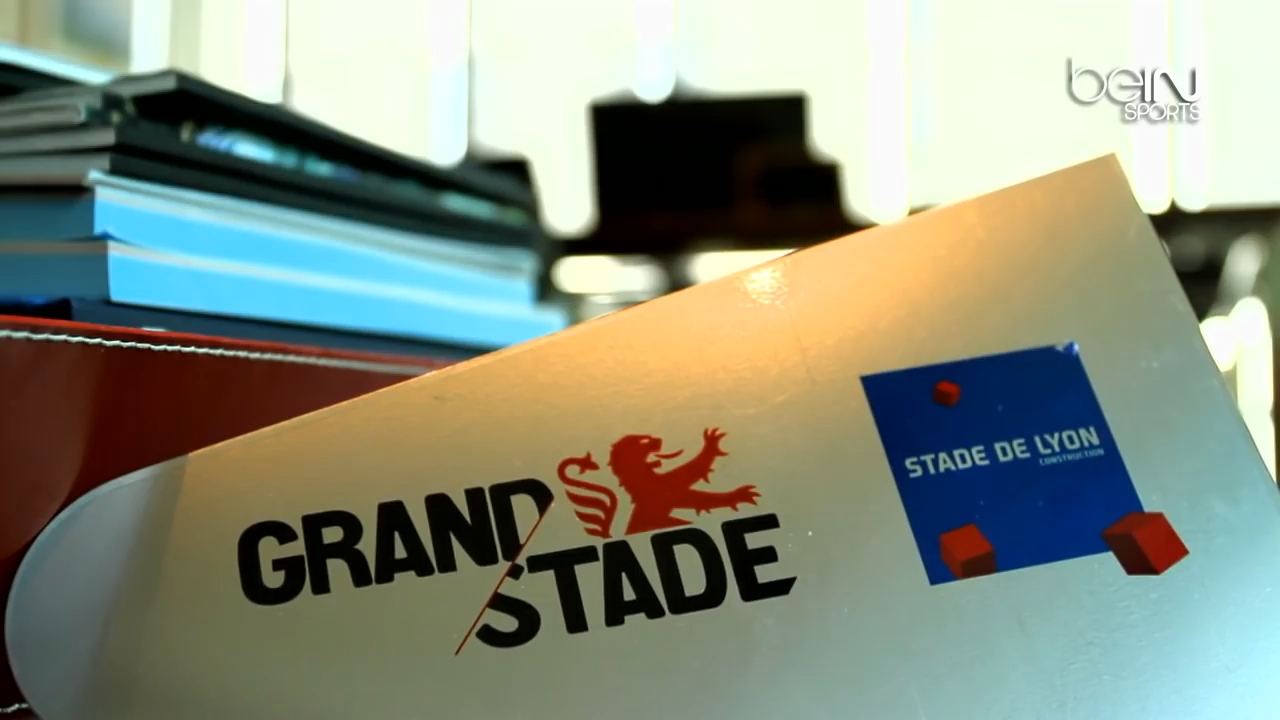 beIN
SPORTS
GRAND
STADE
STADE DE LYON
CONSTRUCTION